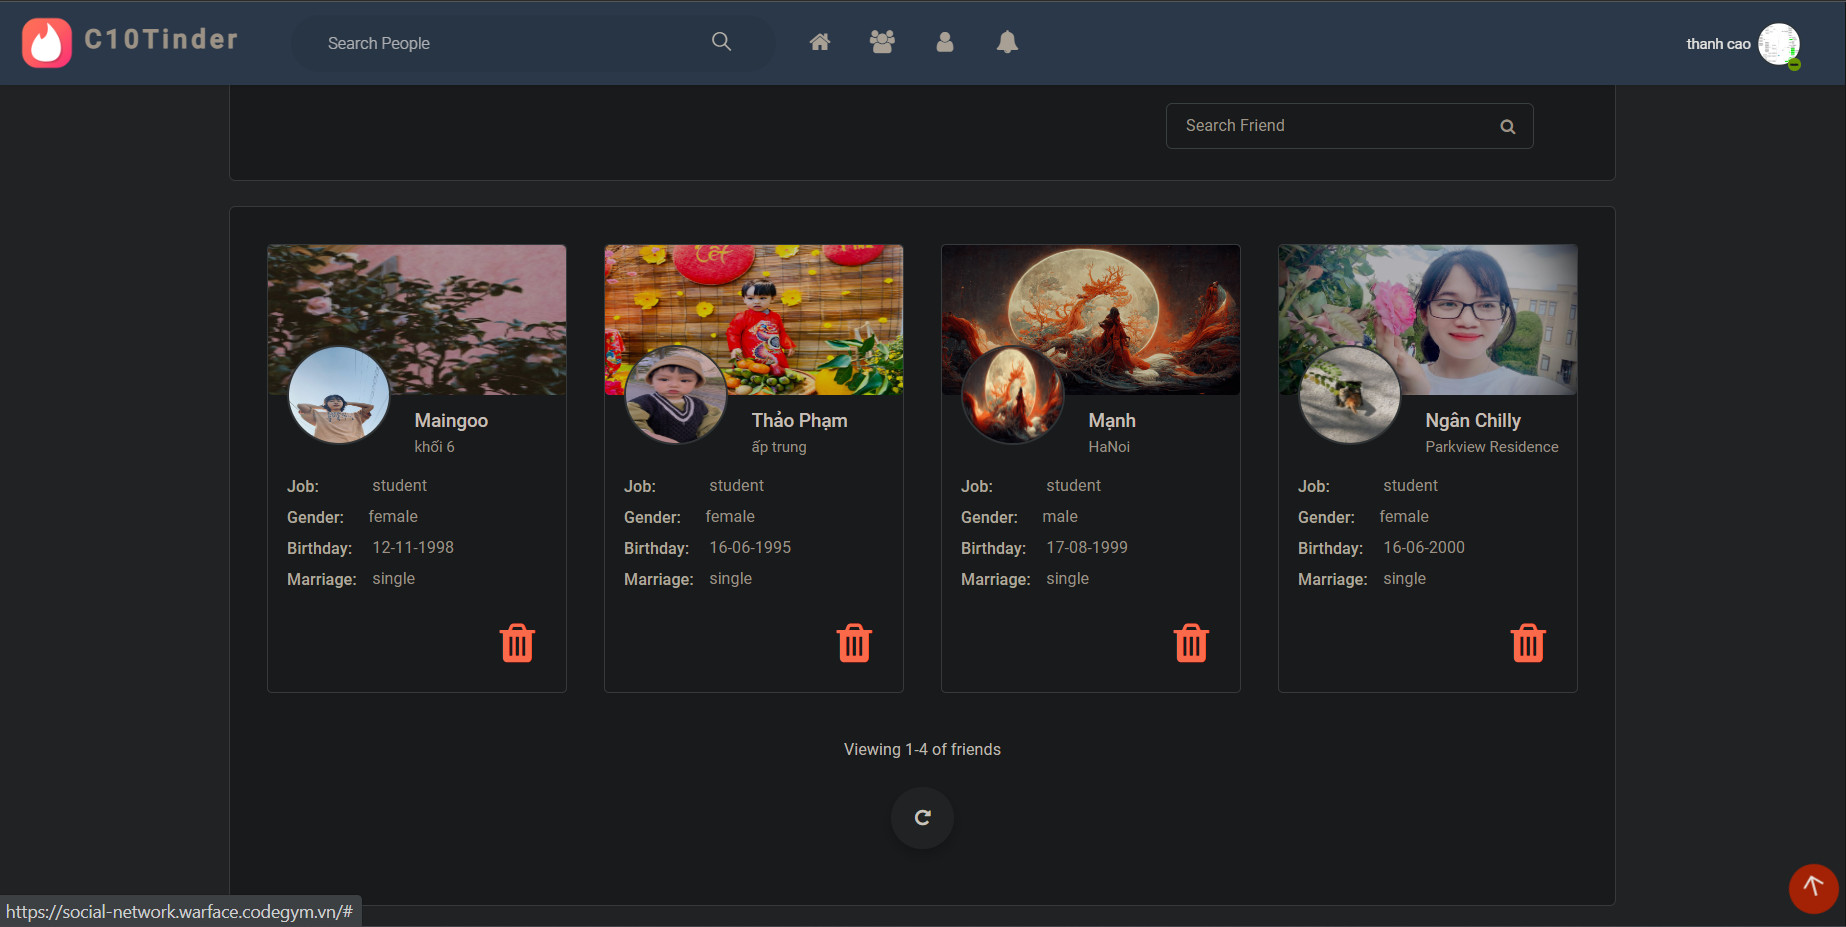 C10Tinder
Search People
thanh cao
Search Friend
Cết
Maingoo
khối 6
Job: student
Gender: female
Birthday: 12-11-1998
Marriage: single
Thảo Phạm
ấp trung
Job: student
Gender: female
Birthday: 16-06-1995
Marriage: single
Mạnh
HaNoi
Job: student
Gender: male
Birthday: 17-08-1999
Marriage: single
Ngân Chilly
Parkview Residence
Job: student
Gender: female
Birthday: 16-06-2000
Marriage: single
Viewing 1-4 of friends
https://social-network.warface.codegym.vn/#